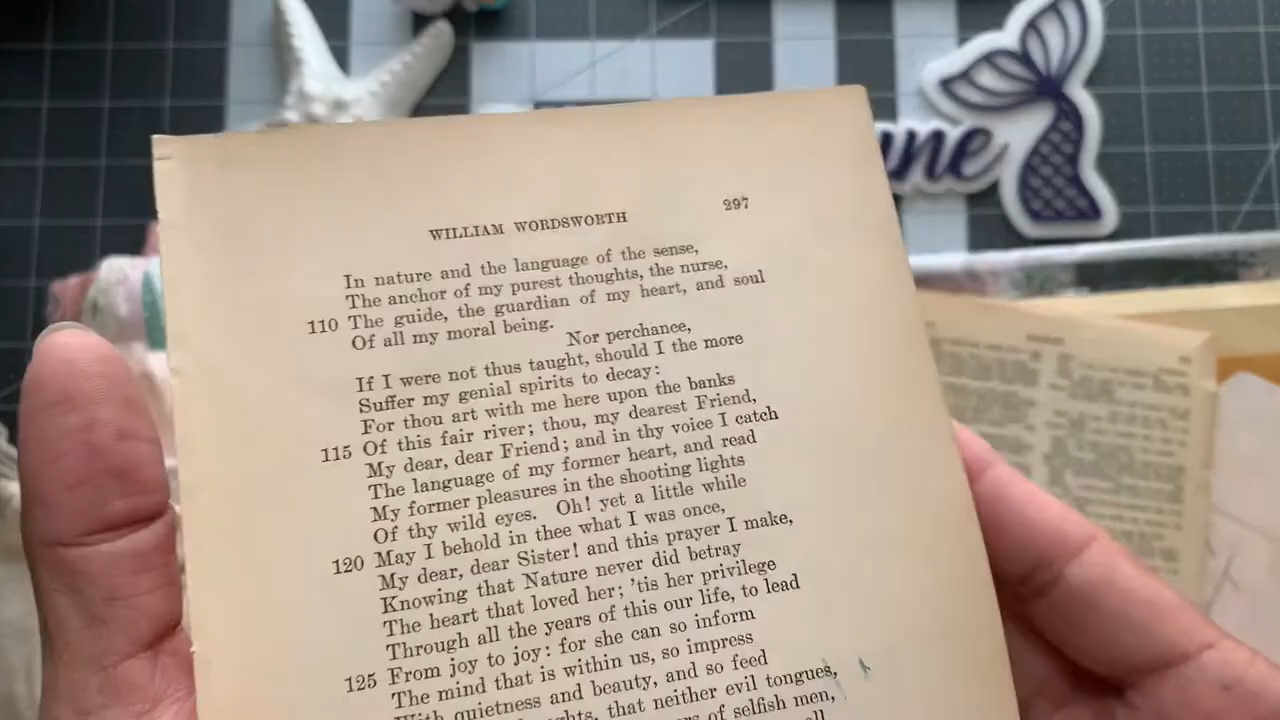 WILLIAM WORDSWORTH 297
In nature and the language of the sense,
The anchor of my purest thoughts, the nurse,
110 The guide, the guardian of my heart, and soul
Of all my moral being.
Nor perchance,
If I were not thus taught, should I the more
Suffer my genial spirits to decay:
For thou art with me here upon the banks
115 Of this fair river; thou, my dearest Friend,
My dear, dear Friend; and in thy voice I catch
The language of my former heart, and read
My former pleasures in the shooting lights
Of thy wild eyes. Oh! yet a little while
120 May I behold in thee what I was once,
My dear, dear Sister! and this prayer I make,
Knowing that Nature never did betray
The heart that loved her; 'tis her privilege
Through all the years of this our life, to lead
125 From joy to joy: for she can so inform
The mind that is within us, so impress
With quietness and beauty, and so feed
that neither evil tongues,
of selfish men,